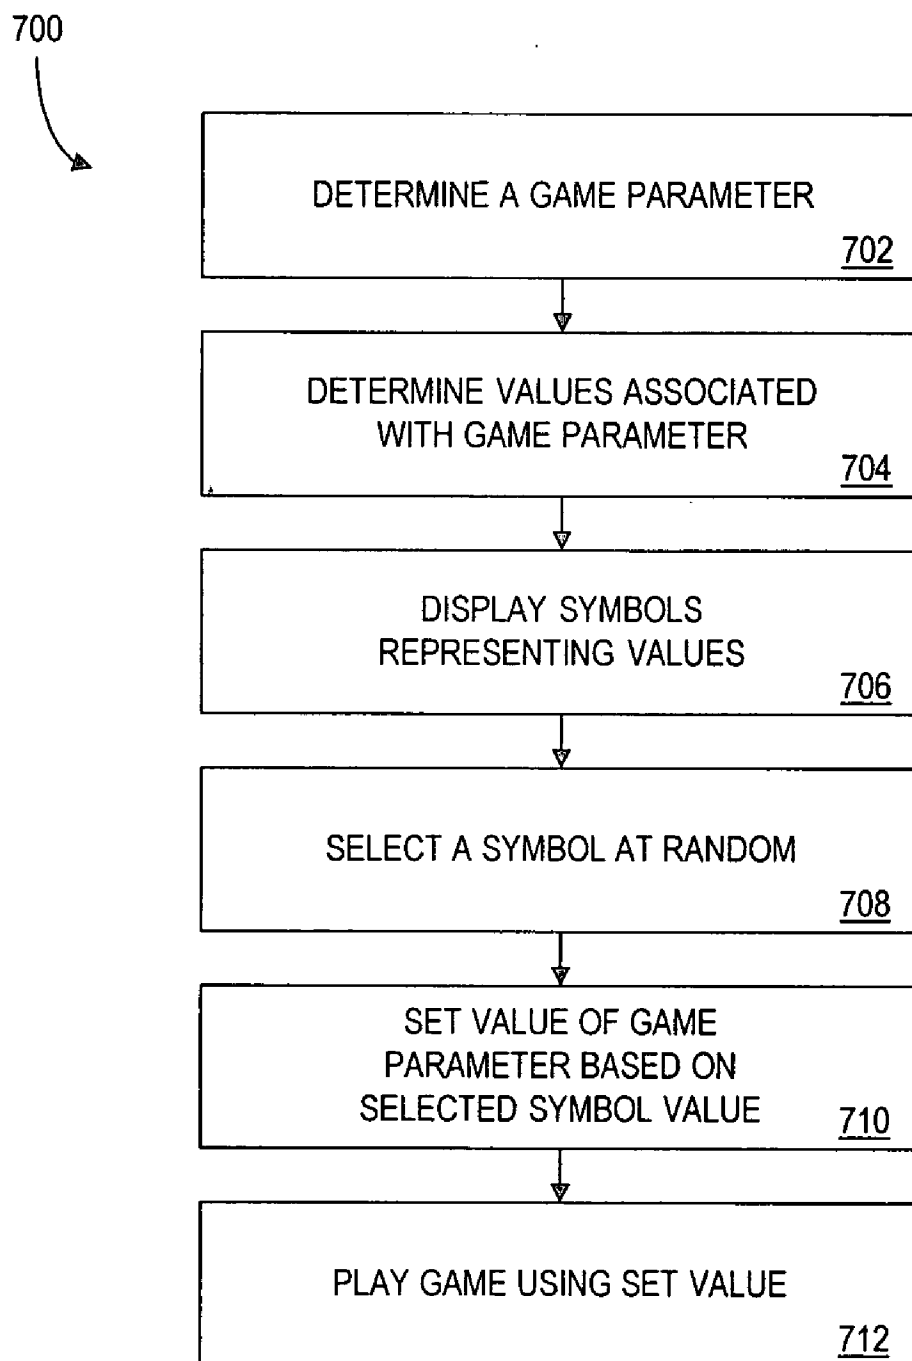 700
DETERMINE A GAME PARAMETER
702
DETERMINE VALUES ASSOCIATED
WITH GAME PARAMETER
704
DISPLAY SYMBOLS
REPRESENTING VALUES
706
SELECT A SYMBOL AT RANDOM
708
SET VALUE OF GAME
PARAMETER BASED ON
SELECTED SYMBOL VALUE
710
PLAY GAME USING SET VALUE
712